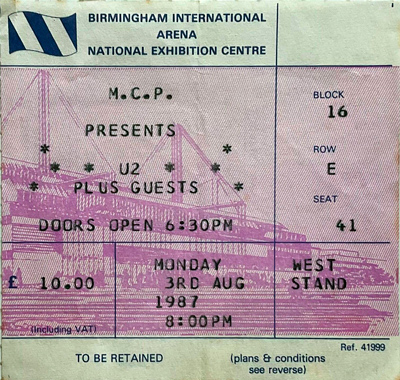 BIRMINGHAM INTERNATIONAL
ARENA
NATIONAL EXHIBITION CENTRE
M.C.P.
PRESENTS
* *
* * U2 * *
* PLUS GUESTS *
DOORS OPEN 6:30PM
BLOCK
16
ROW
E
SEAT
41
£ 10.00
(Including VAT)
MONDAY
3RD AUG
1987
8:00PM
WEST
STAND
Ref. 41999
TO BE RETAINED
(plans & conditions
see reverse)